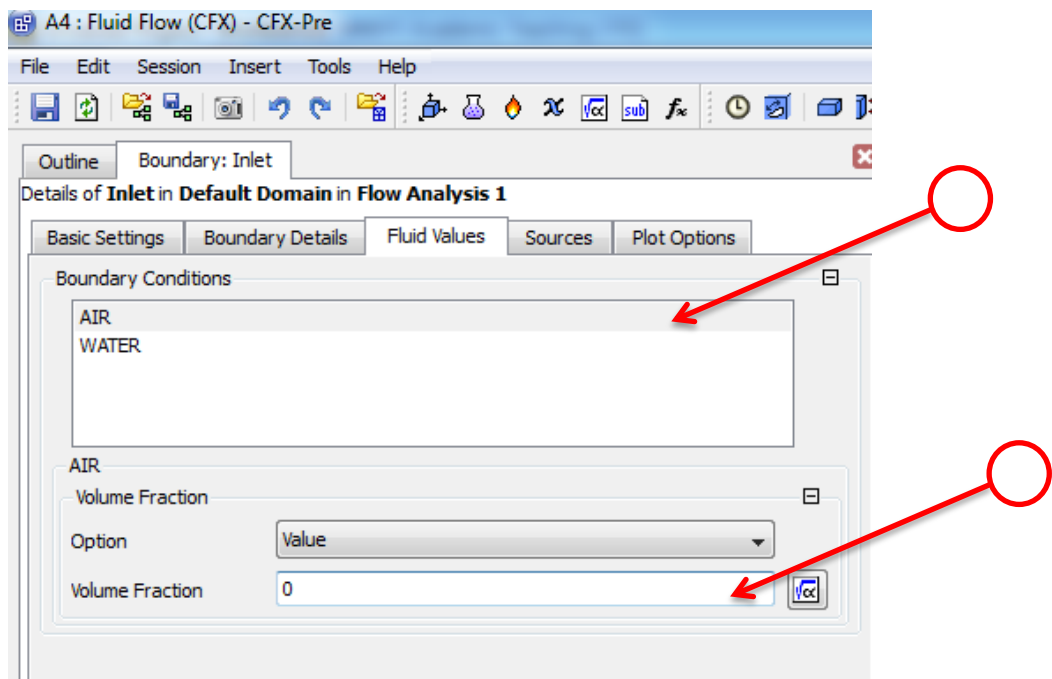 A4 : Fluid Flow (CFX) - CFX-Pre
File Edit Session Insert Tools Help
√α sub f∞
Outline Boundary: Inlet
Details of Inlet in Default Domain in Flow Analysis 1
Basic Settings Boundary Details Fluid Values Sources Plot Options
Boundary Conditions
AIR
WATER
AIR
Volume Fraction
Option Value
Volume Fraction 0 √α